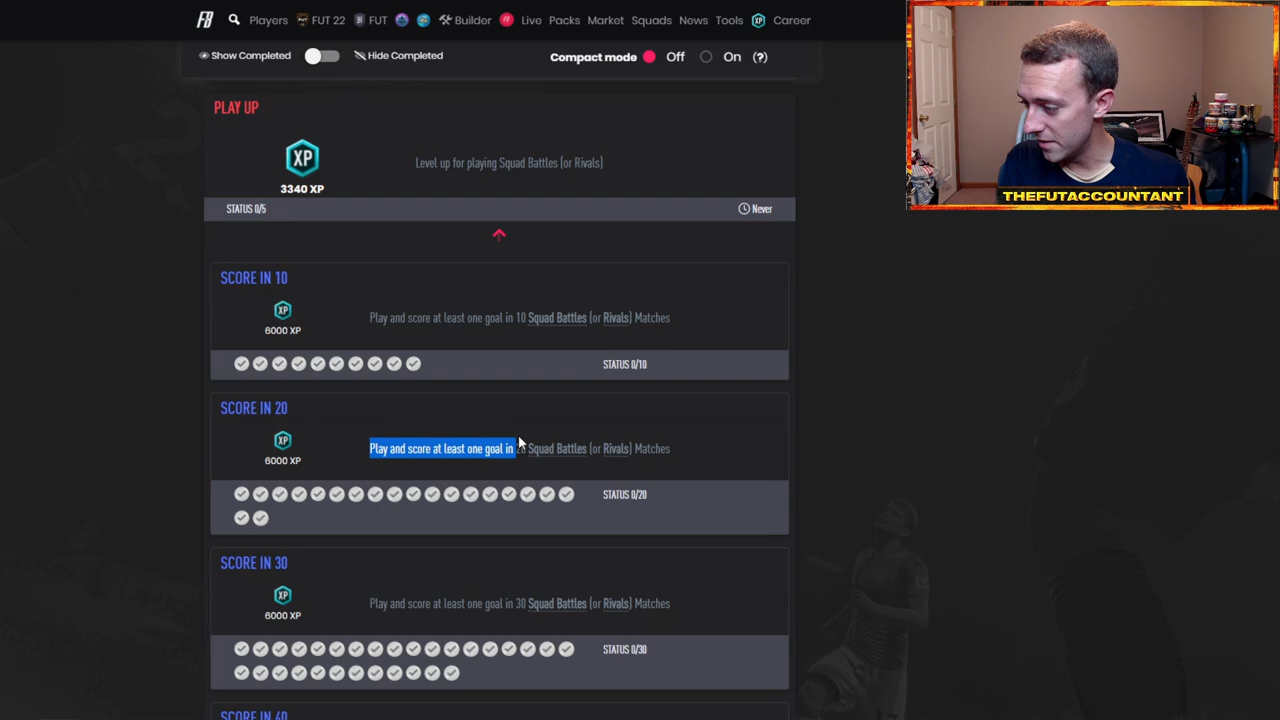 FB Players FUT 22 FUT Builder Live Packs Market Squads News Tools XP Career
Show Completed Hide Completed Compact mode Off On (?)
PLAY UP
XP
3340 XP
Level up for playing Squad Battles (or Rivals)
STATUS 0/5 Never
SCORE IN 10
XP
6000 XP
Play and score at least one goal in 10 Squad Battles (or Rivals) Matches
STATUS 0/10
SCORE IN 20
XP
6000 XP
Play and score at least one goal in 20 Squad Battles (or Rivals) Matches
STATUS 0/20
SCORE IN 30
XP
6000 XP
Play and score at least one goal in 30 Squad Battles (or Rivals) Matches
STATUS 0/30
SCORE IN 40
THEFUTACCOUNTANT